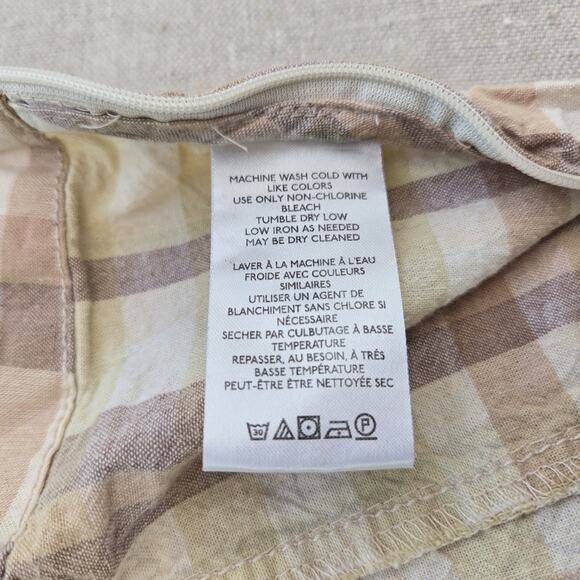 MACHINE WASH COLD WITH
LIKE COLORS
USE ONLY NON-CHLORINE
BLEACH
TUMBLE DRY LOW
LOW IRON AS NEEDED
MAY BE DRY CLEANED
LAVER À LA MACHINE À L'EAU
FROIDE AVEC COULEURS
SIMILAIRES
UTILISER UN AGENT DE
BLANCHIMENT SANS CHLORE SI
NÉCESSAIRE
SECHER PAR CULBUTAGE À BASSE
TEMPERATURE
REPASSER, AU BESOIN, À TRÈS
BASSE TEMPÉRATURE
PEUT-ÊTRE ÊTRE NETTOYÉE SEC
30 P